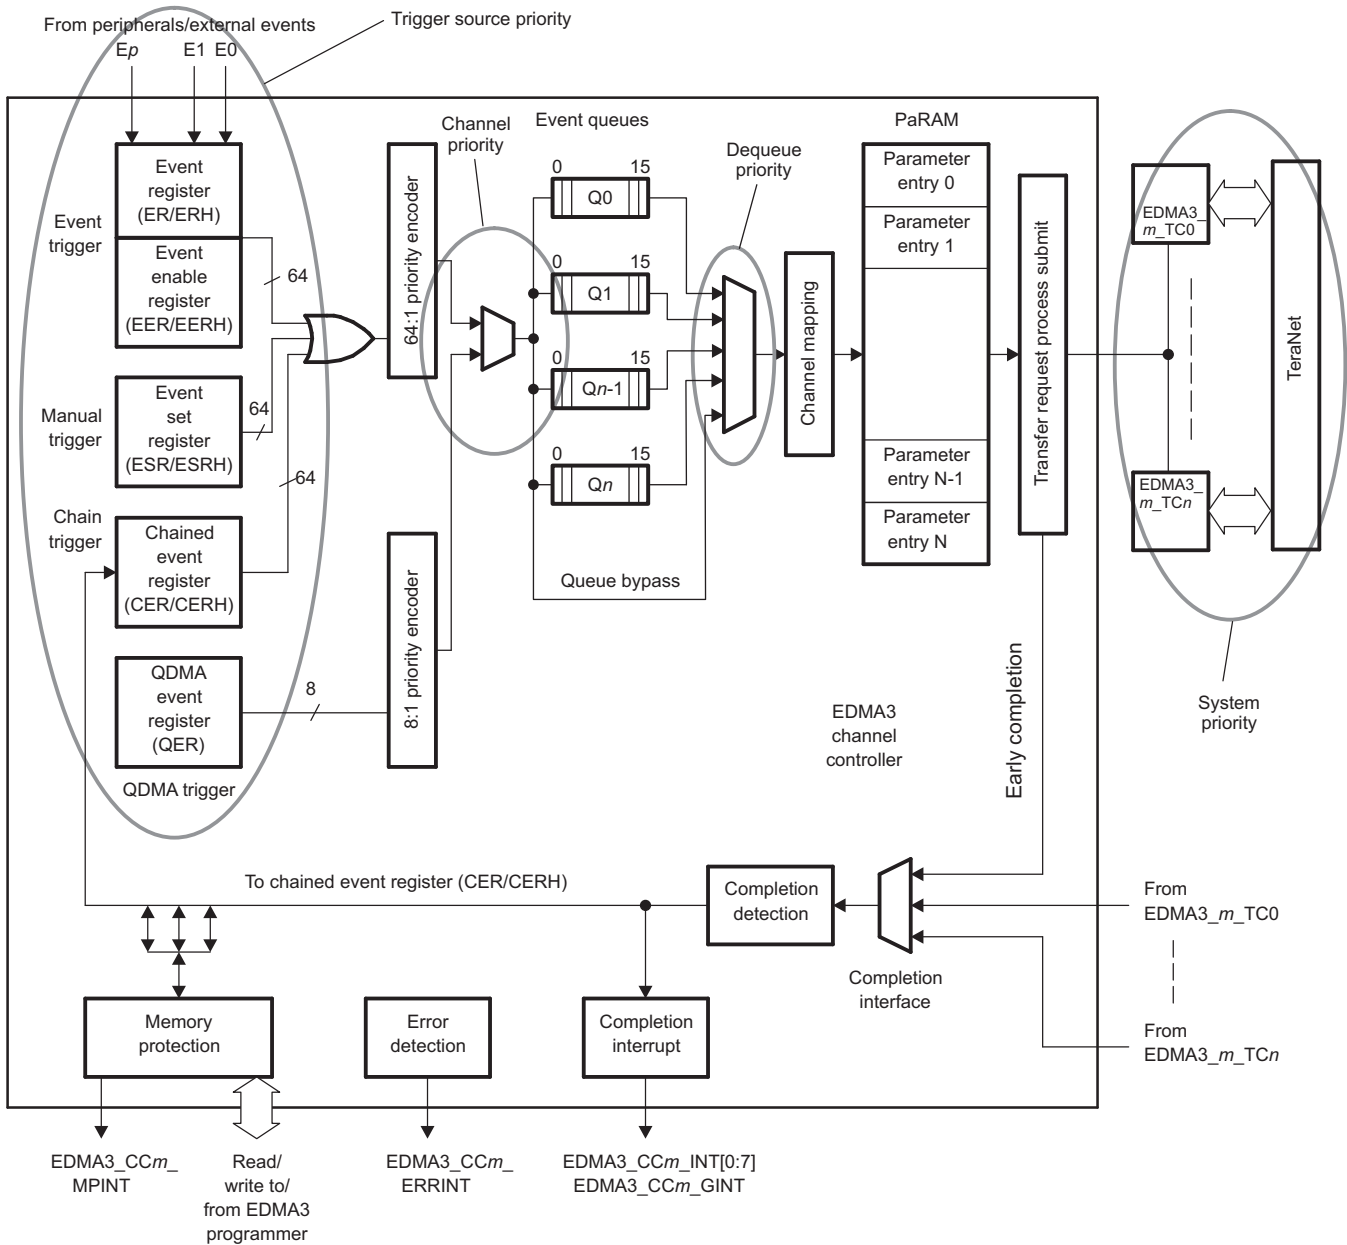 From peripherals/external events
Trigger source priority
Ep
E1
E0
Event
register
(ER/ERH)
Event
trigger
Event
enable
register
(EER/EERH)
64
Manual
trigger
Event
set
register
(ESR/ESRH)
64
64
Chain
trigger
Chained
event
register
(CER/CERH)
QDMA
event
register
(QER)
8
QDMA trigger
64:1 priority encoder
8:1 priority encoder
Channel
priority
Event queues
0
15
Q0
0
15
Q1
0
15
Qn-1
0
15
Qn
Queue bypass
Dequeue
priority
Channel mapping
PaRAM
Parameter
entry 0
Parameter
entry 1
Parameter
entry N-1
Parameter
entry N
Transfer request process submit
EDMA3_
m_TC0
EDMA3_
m_TCn
TeraNet
System
priority
EDMA3
channel
controller
Early completion
To chained event register (CER/CERH)
Completion
detection
Completion
interface
From
EDMA3_m_TC0
From
EDMA3_m_TCn
Memory
protection
Error
detection
Completion
interrupt
EDMA3_CCm_
MPINT
Read/
write to/
from EDMA3
programmer
EDMA3_CCm_
ERRINT
EDMA3_CCm_INT[0:7]
EDMA3_CCm_GINT